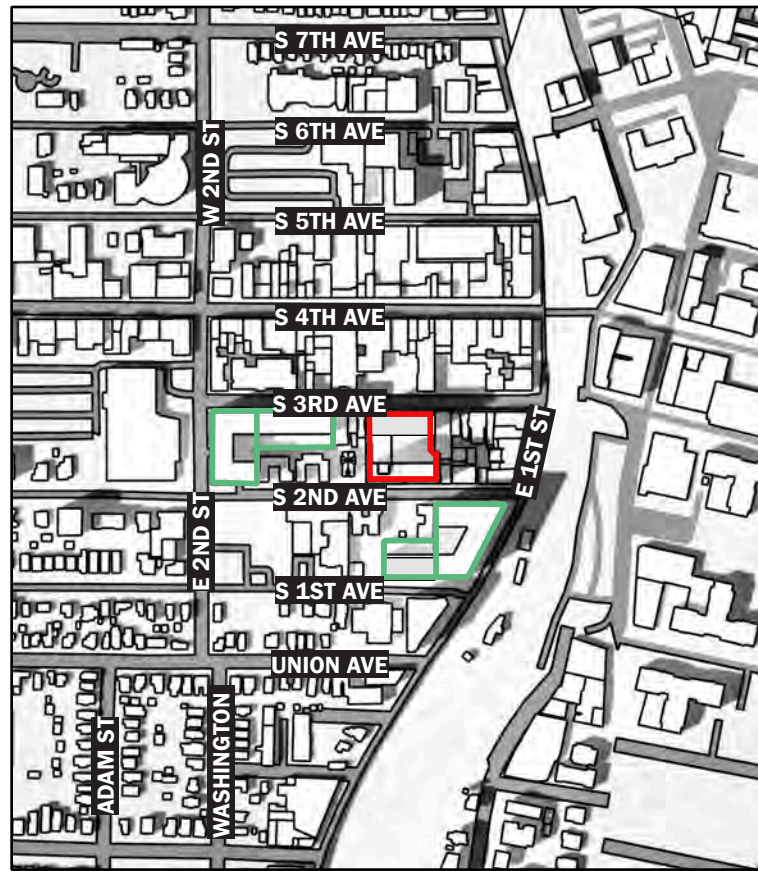 S 7TH AVE
S 6TH AVE
W 2ND ST
S 5TH AVE
S 4TH AVE
S 3RD AVE
E 1ST ST
S 2ND AVE
E 2ND ST
S 1ST AVE
UNION AVE
ADAM ST
WASHINGTON